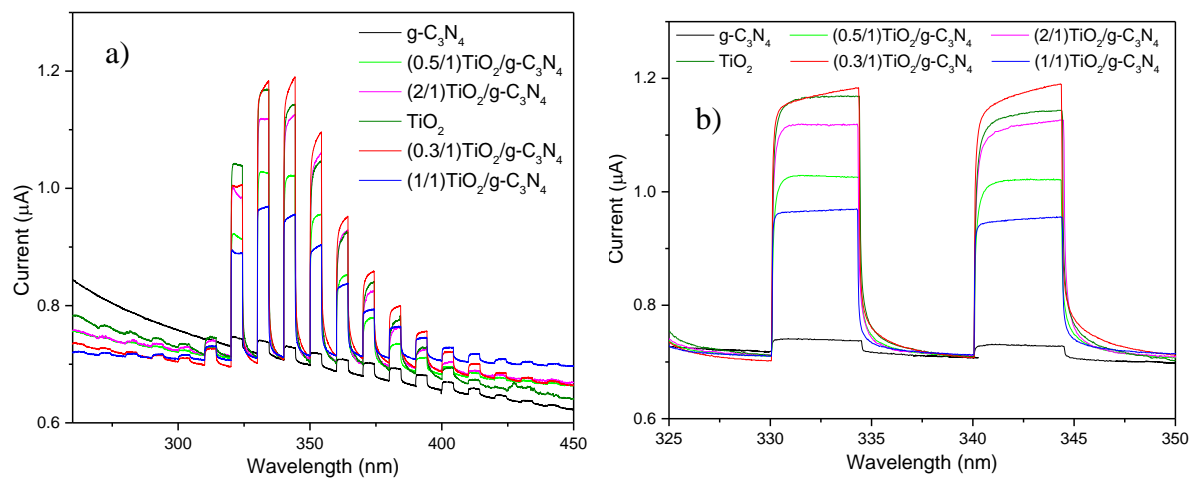 a)
g-C₃N₄
(0.5/1)TiO₂/g-C₃N₄
(2/1)TiO₂/g-C₃N₄
TiO₂
(0.3/1)TiO₂/g-C₃N₄
(1/1)TiO₂/g-C₃N₄
1.2
1.0
0.8
0.6
Current (µA)
300 350 400 450
Wavelength (nm)
b)
g-C₃N₄ (0.5/1)TiO₂/g-C₃N₄ (2/1)TiO₂/g-C₃N₄
TiO₂ (0.3/1)TiO₂/g-C₃N₄ (1/1)TiO₂/g-C₃N₄
1.2
1.0
0.8
0.6
Current (µA)
325 330 335 340 345 350
Wavelength (nm)